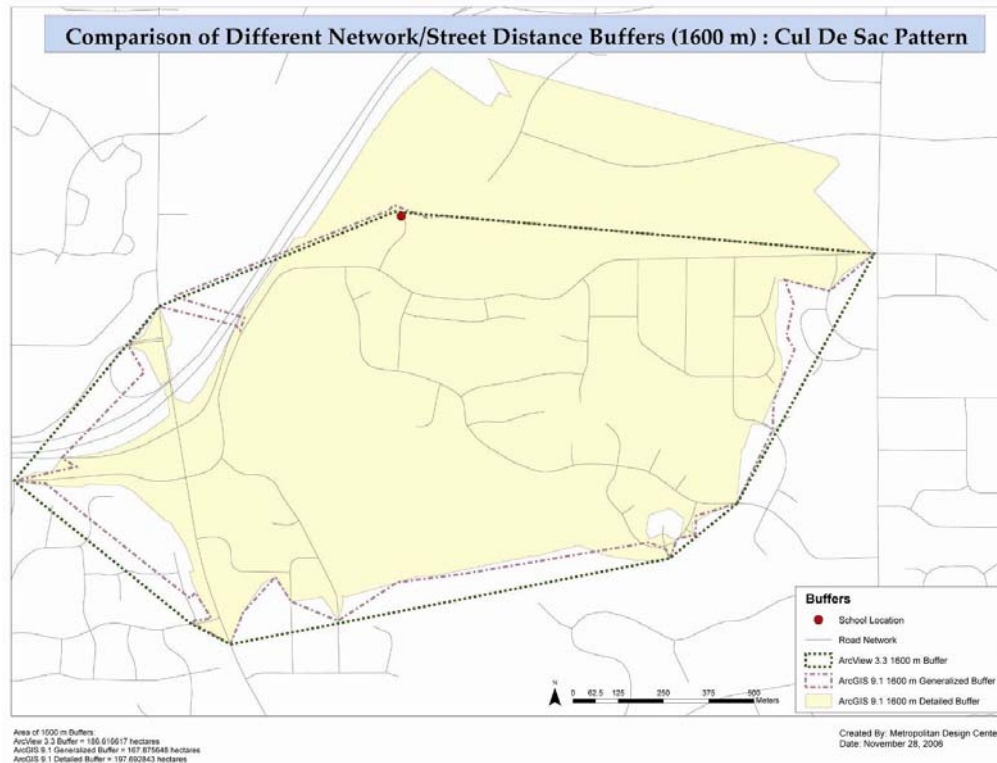 Comparison of Different Network/Street Distance Buffers (1600 m) : Cul De Sac Pattern
Buffers
School Location
Road Network
ArcView 3.3 1600 m Buffer
ArcGIS 9.1 1600 m Generalized Buffer
ArcGIS 9.1 1600 m Detailed Buffer
N
0 62.5 125 250 375 500
Meters
Area of 1600 m Buffers:
ArcView 3.3 Buffer = 186.616617 hectares
ArcGIS 9.1 Generalized Buffer = 167.875648 hectares
ArcGIS 9.1 Detailed Buffer = 197.692843 hectares
Created By: Metropolitan Design Center
Date: November 28, 2006